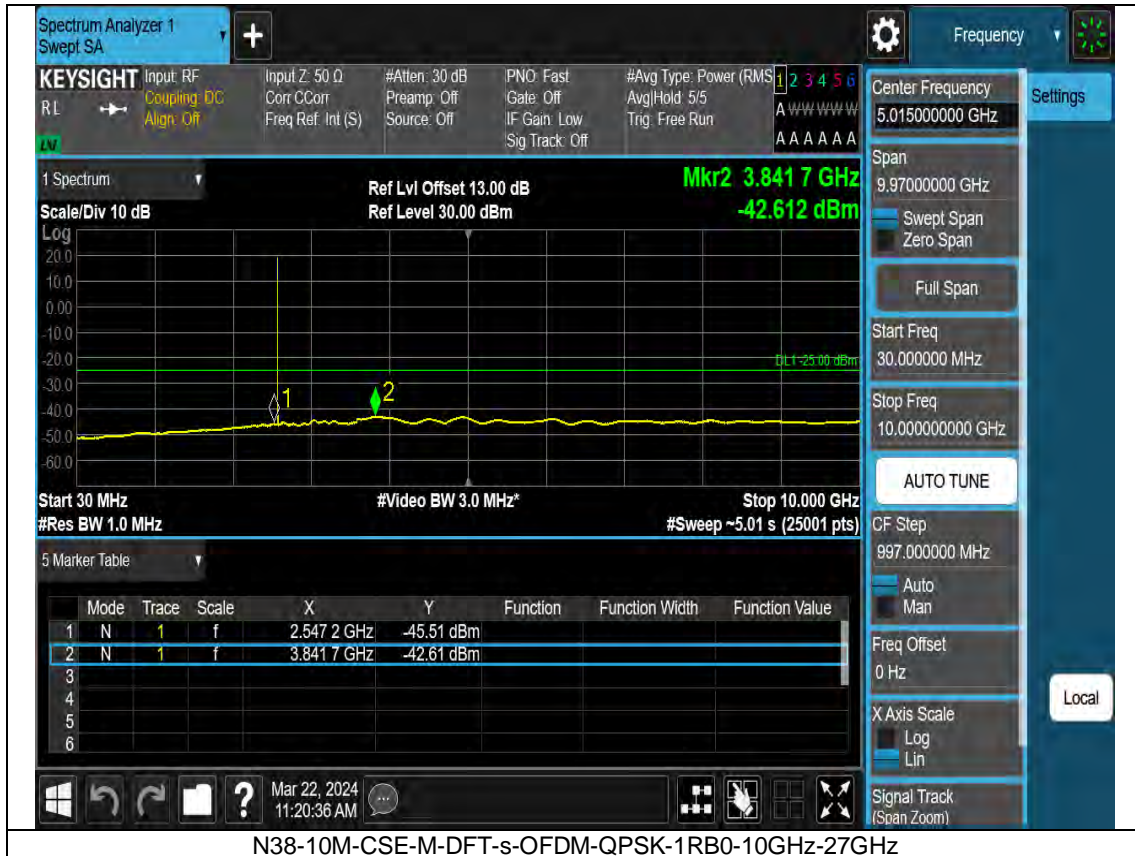 Spectrum Analyzer 1
Swept SA
Frequency
KEYSIGHT
Input: RF
Coupling: DC
Align: Off
Input Z: 50 Ω
Corr CCorr
Freq Ref: Int (S)
#Atten: 30 dB
Preamp: Off
Source: Off
PNO: Fast
Gate: Off
IF Gain: Low
Sig Track: Off
#Avg Type: Power (RMS
Avg|Hold: 5/5
Trig: Free Run
1 2 3 4 5 6
A W W W W W
A A A A A A
R L
LXI
1 Spectrum
Scale/Div 10 dB
Ref Lvl Offset 13.00 dB
Ref Level 30.00 dBm
Mkr2 3.841 7 GHz
-42.612 dBm
Log
20.0
10.0
0.00
-10.0
-20.0
-30.0
-40.0
-50.0
-60.0
DL1 -25.00 dBm
1
2
Start 30 MHz
#Video BW 3.0 MHz*
Stop 10.000 GHz
#Res BW 1.0 MHz
#Sweep ~5.01 s (25001 pts)
5 Marker Table
Mode Trace Scale X Y Function Function Width Function Value
1 N 1 f 2.547 2 GHz -45.51 dBm
2 N 1 f 3.841 7 GHz -42.61 dBm
3
4
5
6
Mar 22, 2024
11:20:36 AM
Center Frequency
5.015000000 GHz
Settings
Span
9.97000000 GHz
Swept Span
Zero Span
Full Span
Start Freq
30.000000 MHz
Stop Freq
10.000000000 GHz
AUTO TUNE
CF Step
997.000000 MHz
Auto
Man
Freq Offset
0 Hz
Local
X Axis Scale
Log
Lin
Signal Track
(Span Zoom)
N38-10M-CSE-M-DFT-s-OFDM-QPSK-1RB0-10GHz-27GHz